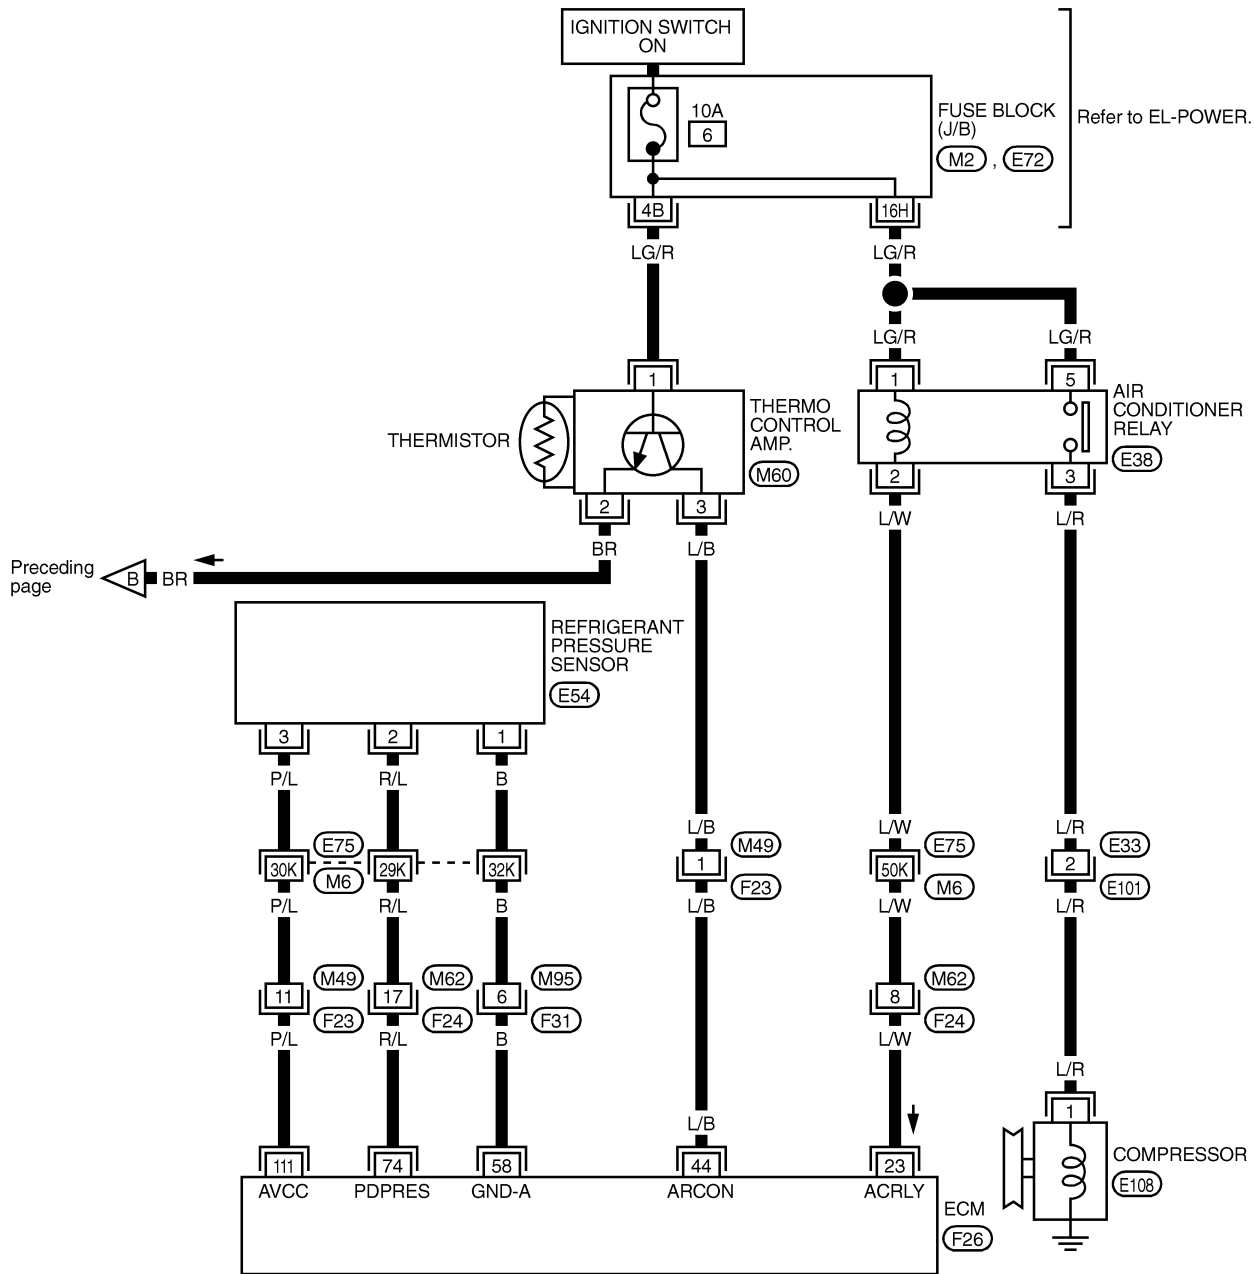 IGNITION SWITCH
ON
10A
6
FUSE BLOCK
(J/B)
M2 , E72
Refer to EL-POWER.
4B
16H
LG/R
LG/R
LG/R
LG/R
1
1
5
THERMISTOR
THERMO
CONTROL
AMP.
M60
AIR
CONDITIONER
RELAY
E38
2
3
2
3
BR
L/B
L/W
L/R
Preceding
page
B
BR
REFRIGERANT
PRESSURE
SENSOR
E54
3
2
1
P/L
R/L
B
L/B
L/W
L/R
E75
M49
E75
E33
30K
29K
32K
1
50K
2
M6
F23
M6
E101
P/L
R/L
B
L/B
L/W
L/R
M49
M62
M95
M62
11
17
6
8
F23
F24
F31
F24
P/L
R/L
B
L/W
L/R
L/B
1
111
74
58
44
23
AVCC
PDPRES
GND-A
ARCON
ACRLY
COMPRESSOR
E108
ECM
F26